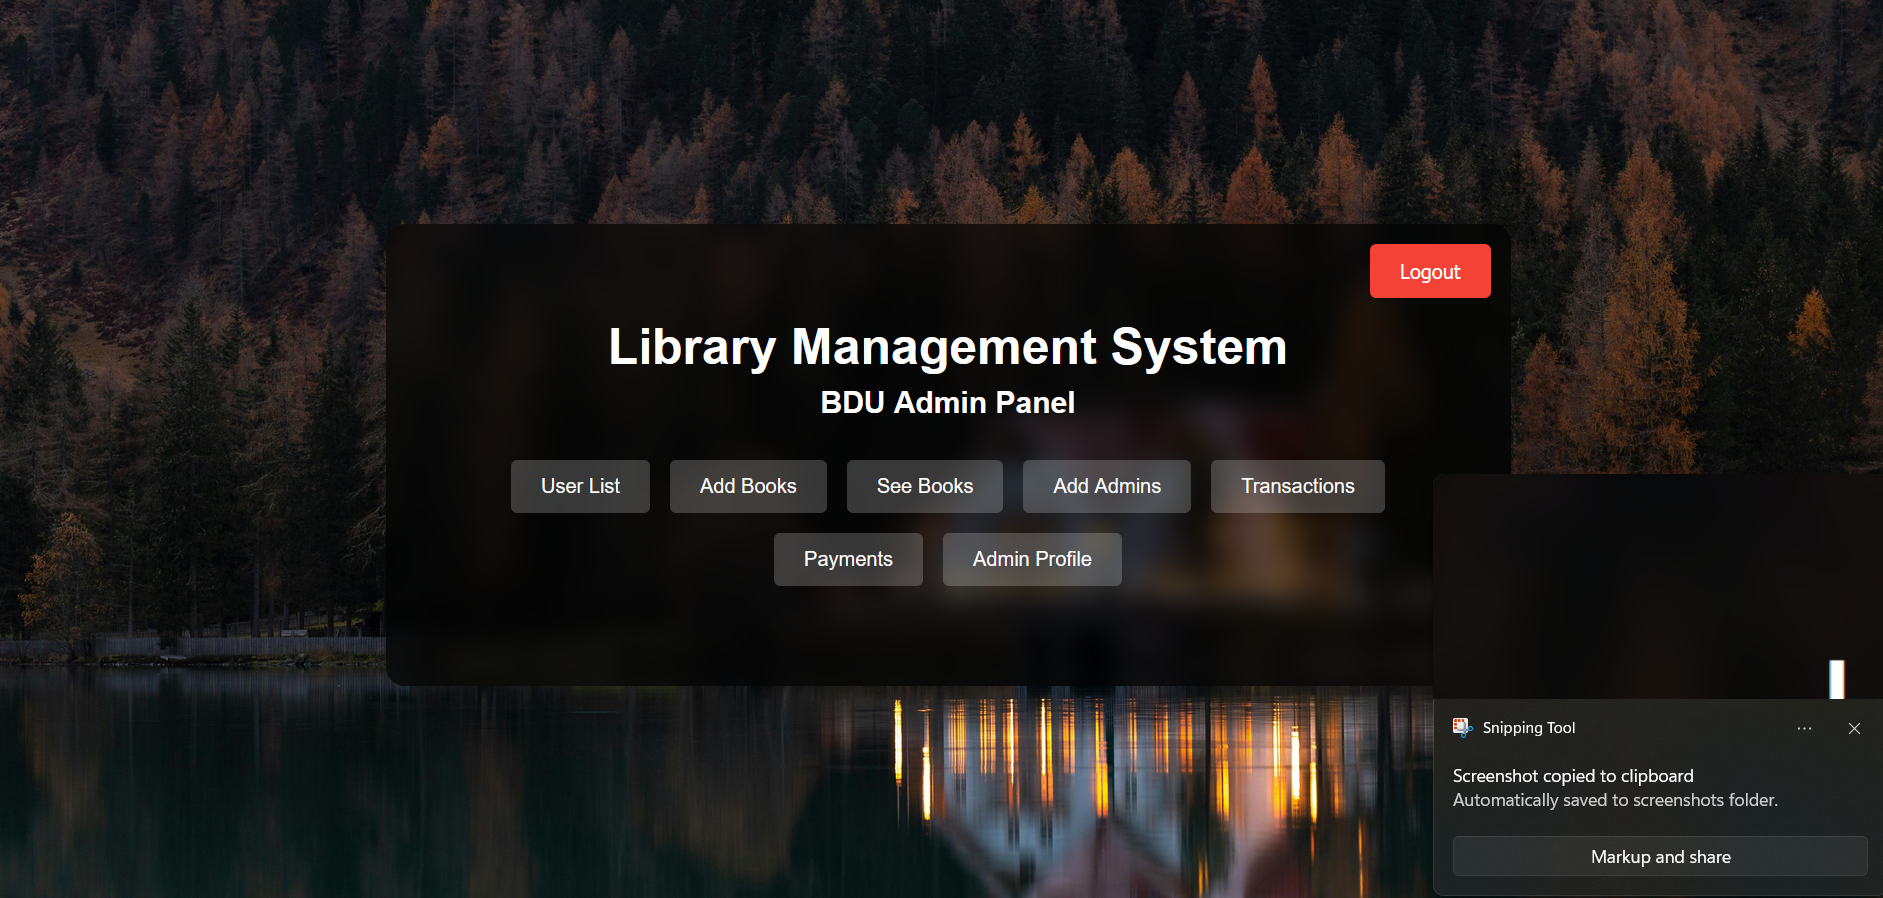 Logout
Library Management System
BDU Admin Panel
User List Add Books See Books Add Admins Transactions
Payments Admin Profile
Snipping Tool
Screenshot copied to clipboard
Automatically saved to screenshots folder.
Markup and share